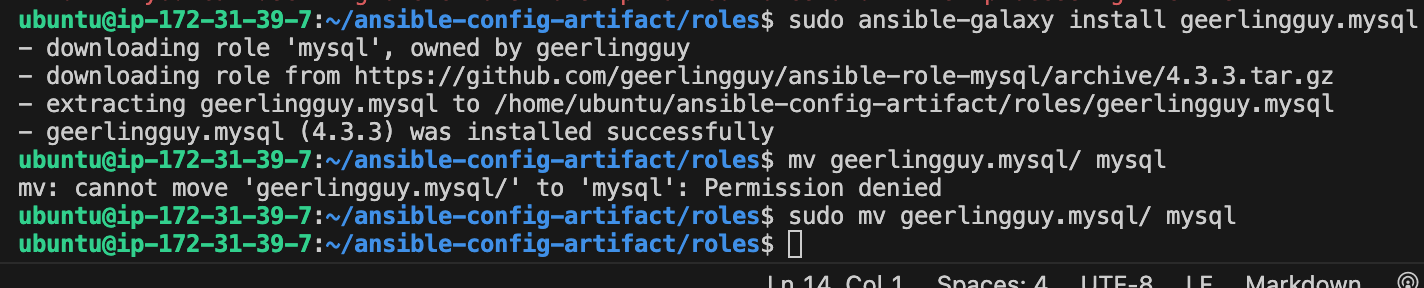 ubuntu@ip-172-31-39-7:~/ansible-config-artifact/roles$ sudo ansible-galaxy install geerlingguy.mysql
- downloading role 'mysql', owned by geerlingguy
- downloading role from https://github.com/geerlingguy/ansible-role-mysql/archive/4.3.3.tar.gz
- extracting geerlingguy.mysql to /home/ubuntu/ansible-config-artifact/roles/geerlingguy.mysql
- geerlingguy.mysql (4.3.3) was installed successfully
ubuntu@ip-172-31-39-7:~/ansible-config-artifact/roles$ mv geerlingguy.mysql/ mysql
mv: cannot move 'geerlingguy.mysql/' to 'mysql': Permission denied
ubuntu@ip-172-31-39-7:~/ansible-config-artifact/roles$ sudo mv geerlingguy.mysql/ mysql
ubuntu@ip-172-31-39-7:~/ansible-config-artifact/roles$
Ln 14, Col 1 Spaces: 4 UTF-8 LF Markdown